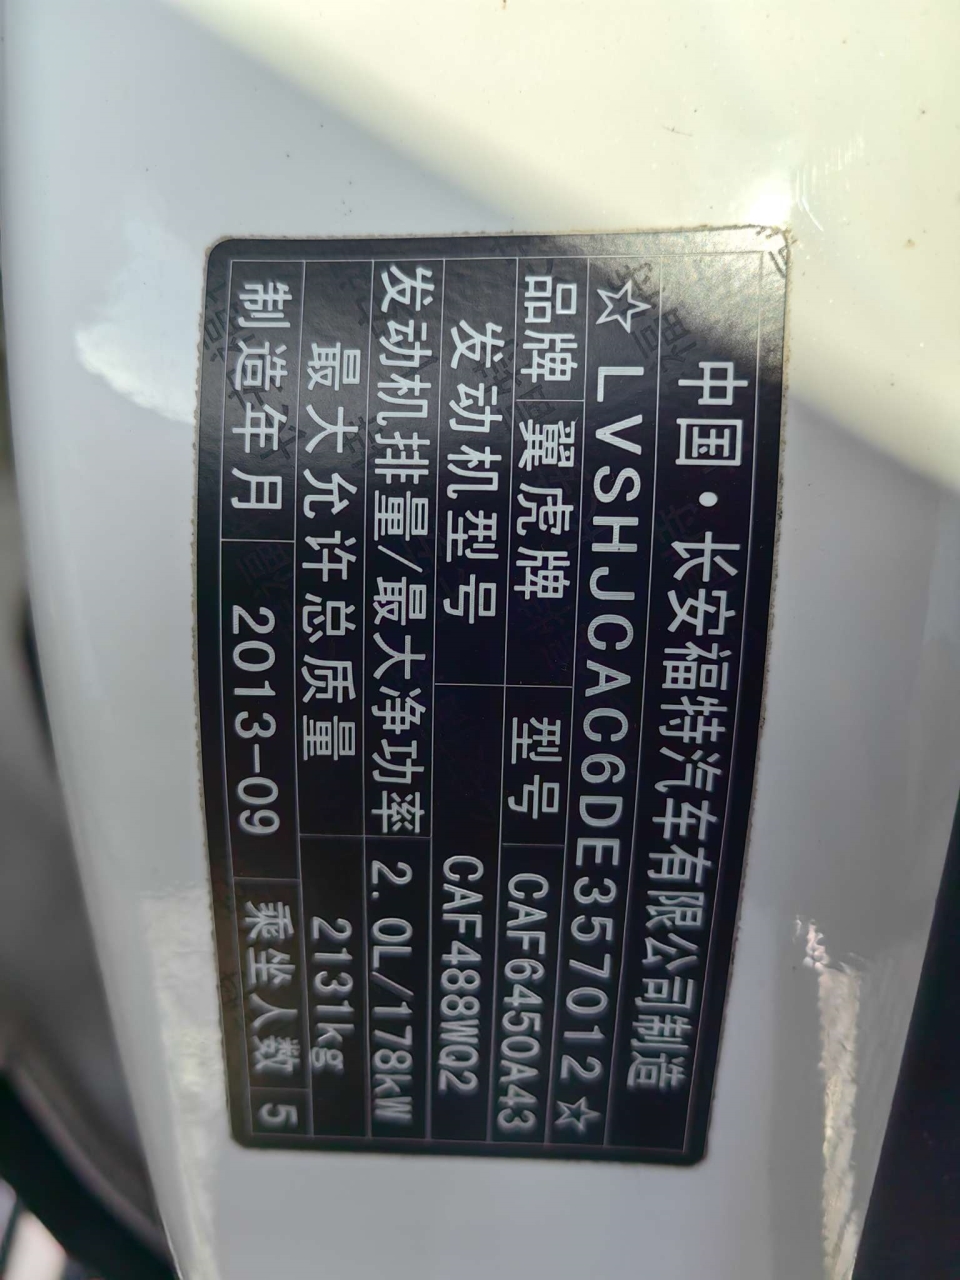 中国·长安福特汽车有限公司制造
☆LVSHJCAC6DE357012☆
品牌 翼虎牌 型号 CAF6450A43
发动机型号 CAF488WQ2
发动机排量/最大净功率 2.0L/178kW
最大允许总质量 2131kg
制造年月 2013-09 乘坐人数 5